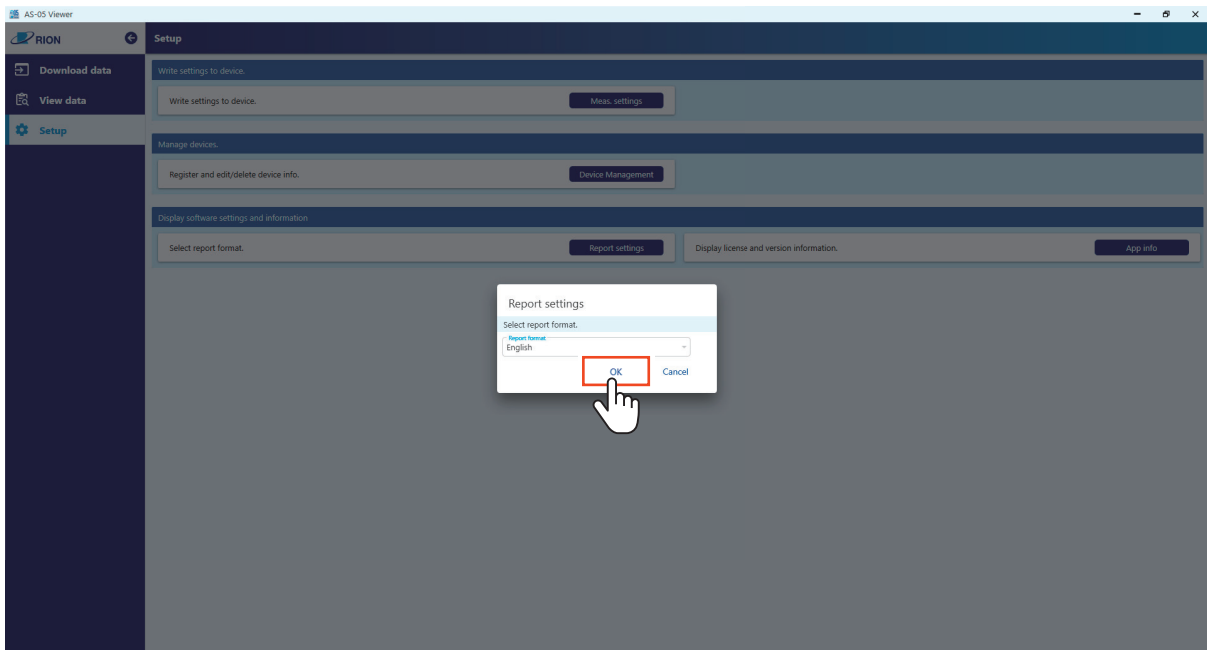 AS-05 Viewer
RION
Setup
Download data
View data
Setup
Write settings to device.
Write settings to device.
Meas. settings
Manage devices.
Register and edit/delete device info.
Device Management
Display software settings and information
Select report format.
Report settings
Display license and version information.
App info
Report settings
Select report format.
Report format
English
OK
Cancel